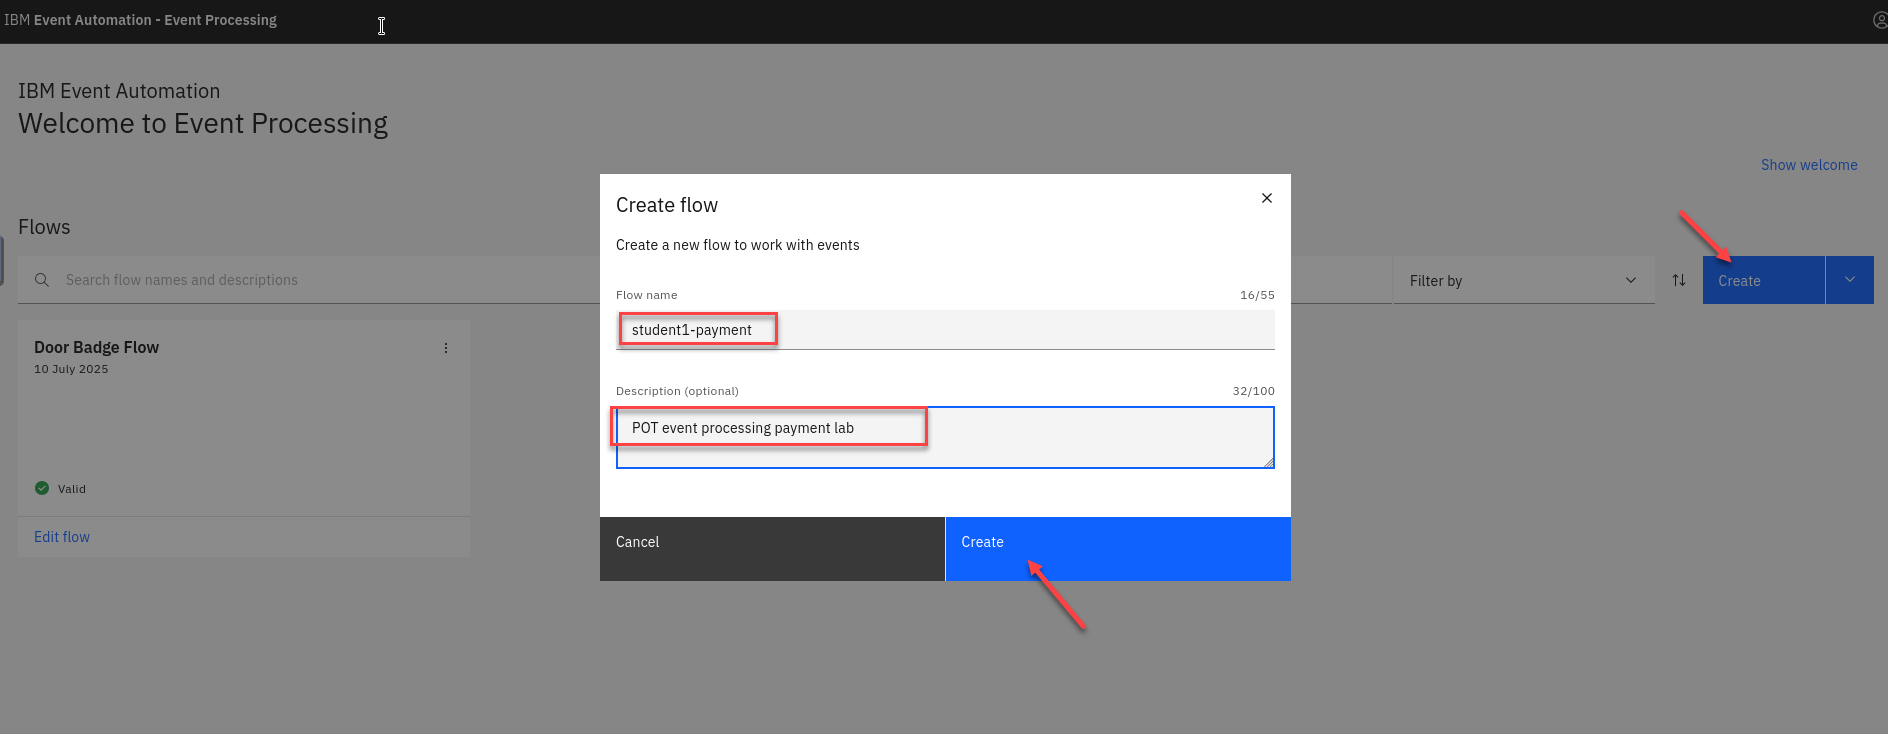 IBM Event Automation - Event Processing
IBM Event Automation
Welcome to Event Processing
Show welcome
Flows
Search flow names and descriptions
Filter by
Create
Door Badge Flow
10 July 2025
Valid
Edit flow
Create flow
Create a new flow to work with events
Flow name 16/55
student1-payment
Description (optional) 32/100
POT event processing payment lab
Cancel
Create